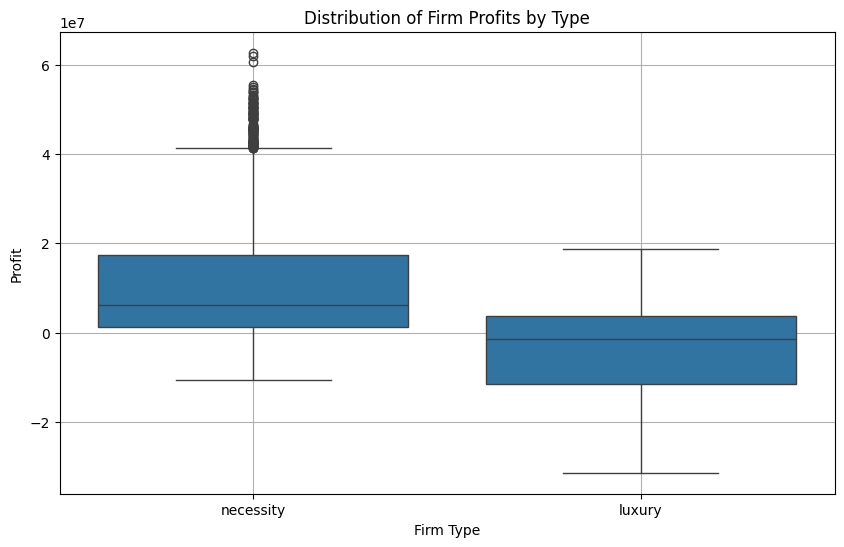 Distribution of Firm Profits by Type
1e7
6
4
2
0
−2
Profit
necessity
luxury
Firm Type